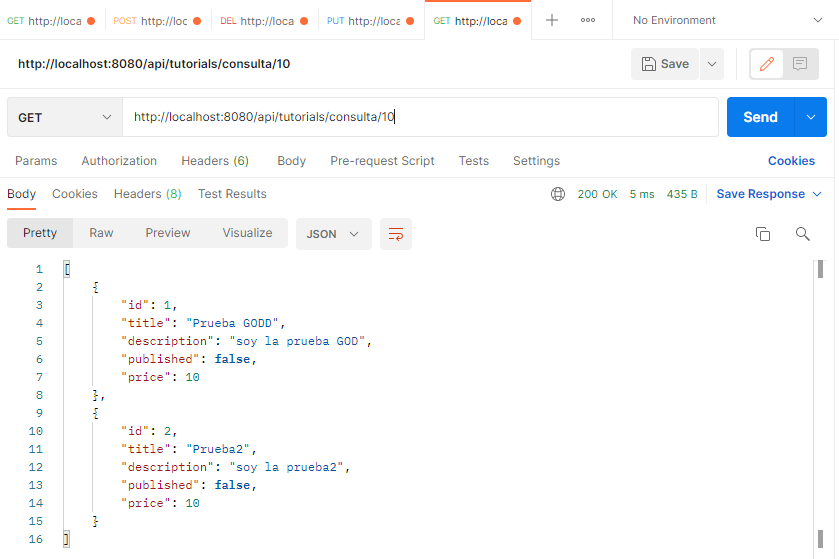 GET http://loca POST http://loc DEL http://loca PUT http://loca GET http://loca + ooo No Environment
http://localhost:8080/api/tutorials/consulta/10 Save
GET http://localhost:8080/api/tutorials/consulta/10 Send
Params Authorization Headers (6) Body Pre-request Script Tests Settings Cookies
Body Cookies Headers (8) Test Results 200 OK 5 ms 435 B Save Response
Pretty Raw Preview Visualize JSON
1 [
2 {
3 "id": 1,
4 "title": "Prueba GODD",
5 "description": "soy la prueba GOD",
6 "published": false,
7 "price": 10
8 },
9 {
10 "id": 2,
11 "title": "Prueba2",
12 "description": "soy la prueba2",
13 "published": false,
14 "price": 10
15 }
16 ]